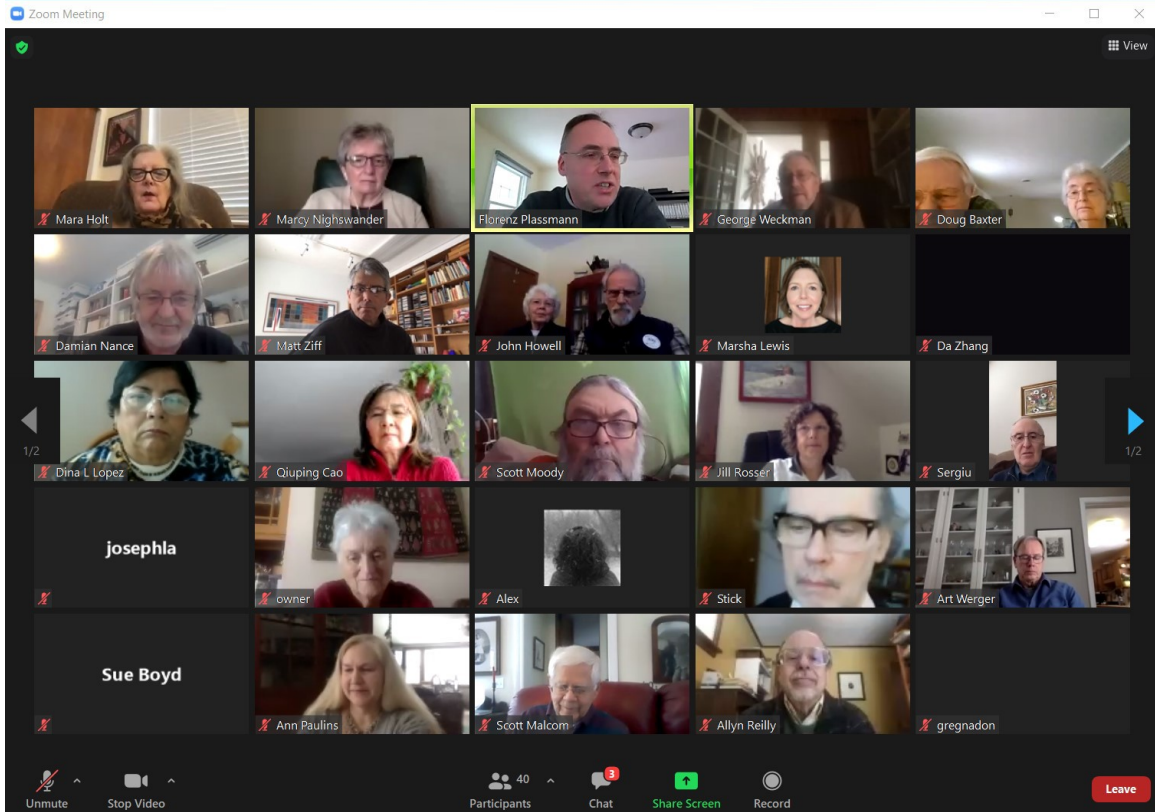 Zoom Meeting
View
Mara Holt
Marcy Nighswander
Florenz Plassmann
George Weckman
Doug Baxter
Damian Nance
Matt Ziff
John Howell
Marsha Lewis
Da Zhang
1/2
1/2
Dina L Lopez
Qiuping Cao
Scott Moody
Jill Rosser
Sergiu
josephla
owner
Alex
Stick
Art Werger
Sue Boyd
Ann Paulins
Scott Malcom
Allyn Reilly
gregnadon
40
3
Unmute
Stop Video
Participants
Chat
Share Screen
Record
Leave